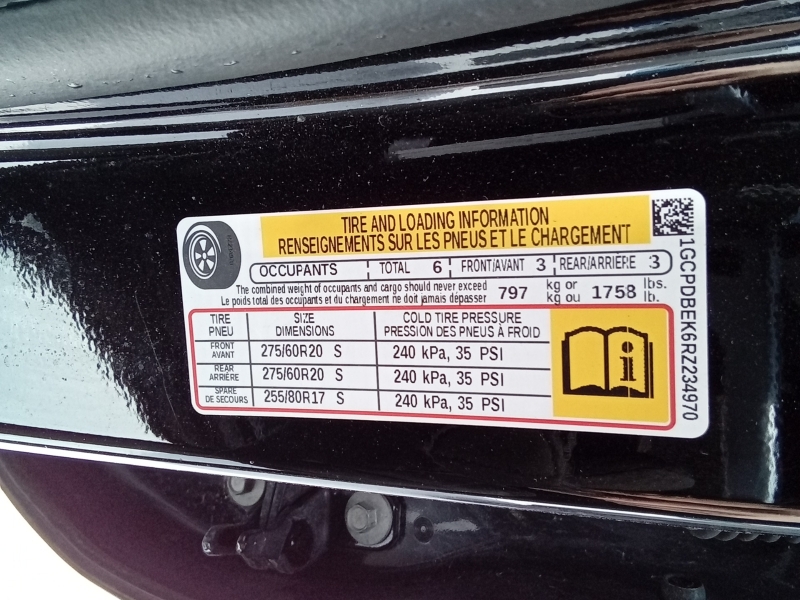 TIRE AND LOADING INFORMATION
RENSEIGNEMENTS SUR LES PNEUS ET LE CHARGEMENT
OCCUPANTS TOTAL 6 FRONT/AVANT 3 REAR/ARRIÈRE 3
The combined weight of occupants and cargo should never exceed 797 kg or 1758 lbs.
Le poids total des occupants et du chargement ne doit jamais dépasser kg ou lb.
TIRE SIZE COLD TIRE PRESSURE
PNEU DIMENSIONS PRESSION DES PNEUS À FROID
FRONT
AVANT 275/60R20 S 240 kPa, 35 PSI
REAR
ARRIÈRE 275/60R20 S 240 kPa, 35 PSI
SPARE
DE SECOURS 255/80R17 S 240 kPa, 35 PSI
1GCPDBEK6RZ234970